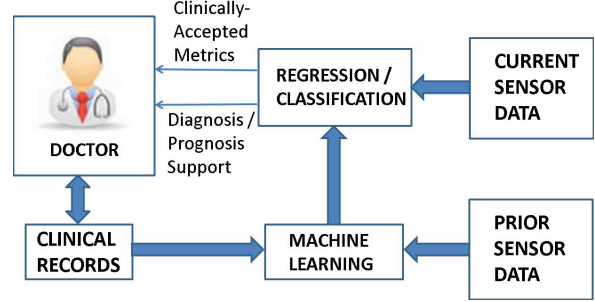 Clinically-
Accepted
Metrics
REGRESSION /
CLASSIFICATION
CURRENT
SENSOR
DATA
DOCTOR
Diagnosis /
Prognosis
Support
CLINICAL
RECORDS
MACHINE
LEARNING
PRIOR
SENSOR
DATA